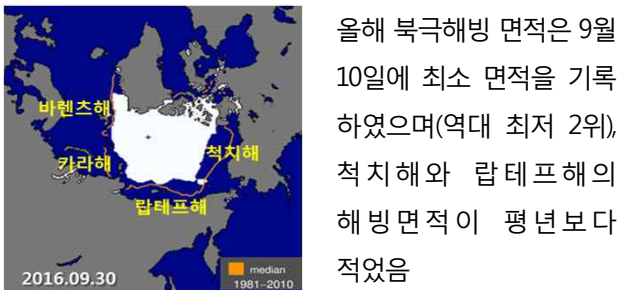 바렌츠해
카라해
척치해
랍테프해
2016.09.30
median
1981-2010
올해 북극해빙 면적은 9월
10일에 최소 면적을 기록
하였으며(역대 최저 2위),
척치해와 랍테프해의
해빙면적이 평년보다
적었음